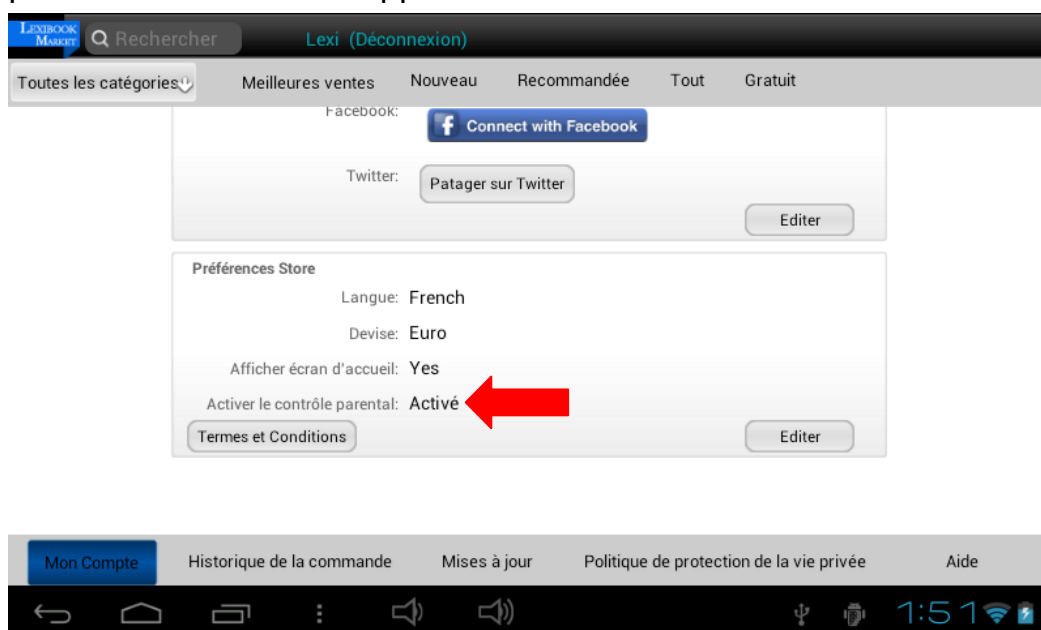 LEXIBOOK
MARKET
Rechercher
Lexi (Déconnexion)
Toutes les catégories
Meilleures ventes
Nouveau
Recommandée
Tout
Gratuit
Facebook:
f Connect with Facebook
Twitter:
Patager sur Twitter
Editer
Préférences Store
Langue: French
Devise: Euro
Afficher écran d'accueil: Yes
Activer le contrôle parental: Activé
Termes et Conditions
Editer
Mon Compte
Historique de la commande
Mises à jour
Politique de protection de la vie privée
Aide
1:51